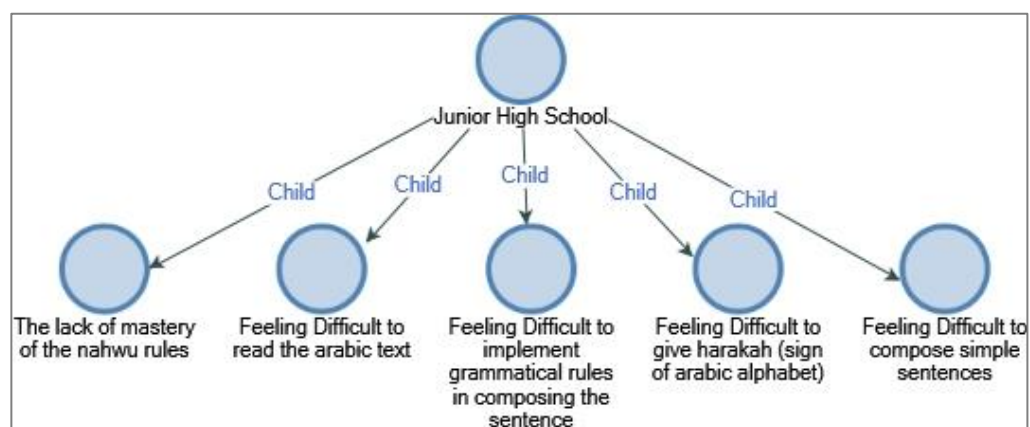 Junior High School
Child
Child
Child
Child
Child
The lack of mastery
of the nahwu rules
Feeling Difficult to
read the arabic text
Feeling Difficult to
implement
grammatical rules
in composing the
sentence
Feeling Difficult to
give harakah (sign
of arabic alphabet)
Feeling Difficult to
compose simple
sentences